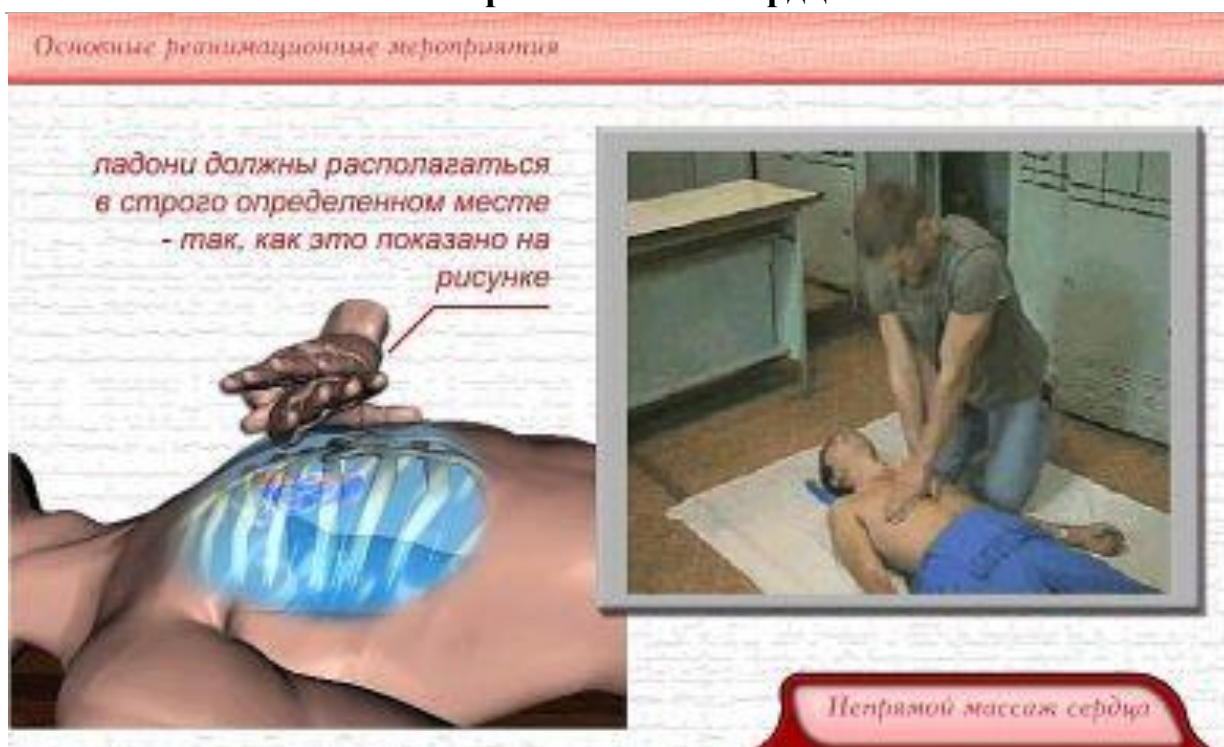 Основные реанимационные мероприятия
ладони должны располагаться
в строго определенном месте
- так, как это показано на
рисунке
Непрямой массаж сердца